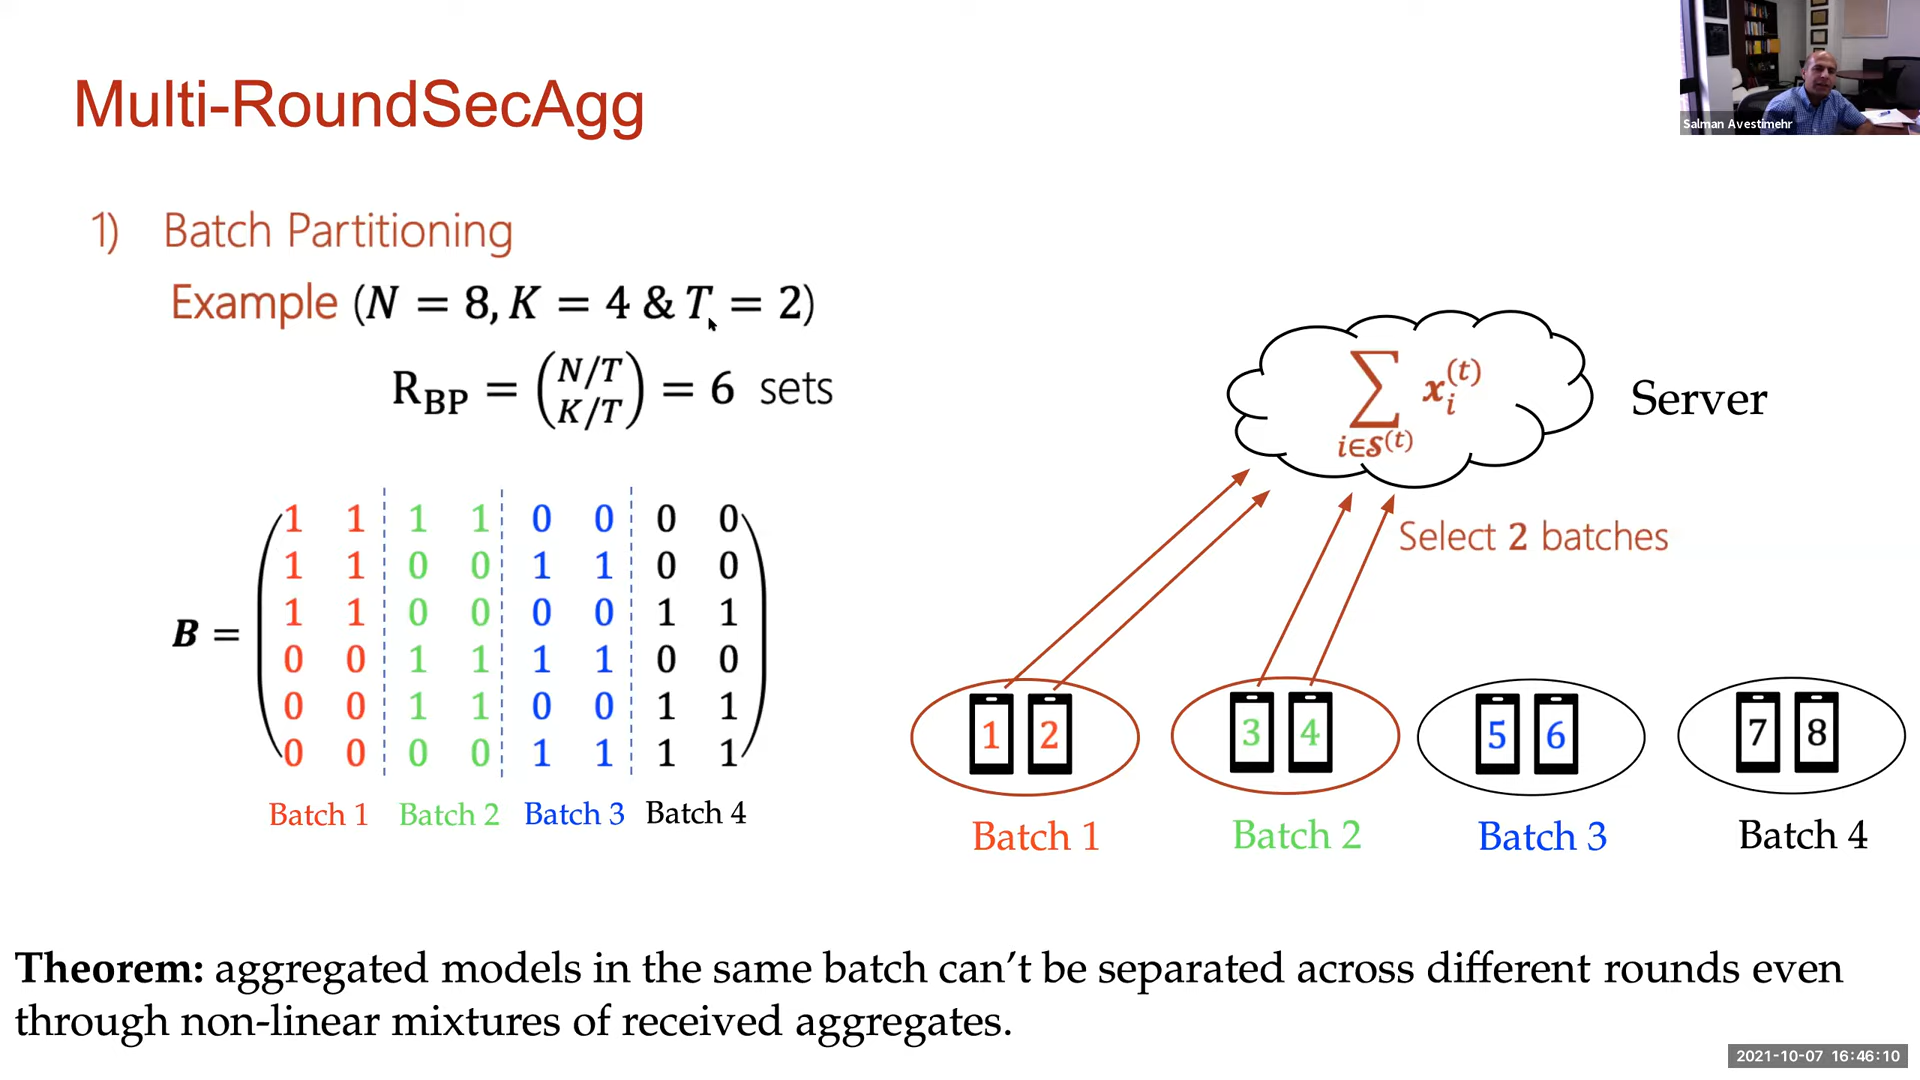 Multi-RoundSecAgg
Salman Avestimehr
1) Batch Partitioning
Example (N = 8, K = 4 & T = 2)
R_BP = (N/T K/T) = 6 sets
B =
1 1 1 1 0 0 0 0
1 1 0 0 1 1 0 0
1 1 0 0 0 0 1 1
0 0 1 1 1 1 0 0
0 0 1 1 0 0 1 1
0 0 0 0 1 1 1 1
Batch 1 Batch 2 Batch 3 Batch 4
∑ i∈S^(t) x_i^(t)
Server
Select 2 batches
1 2 3 4 5 6 7 8
Batch 1 Batch 2 Batch 3 Batch 4
Theorem: aggregated models in the same batch can’t be separated across different rounds even
through non-linear mixtures of received aggregates.
2021-10-07 16:46:10